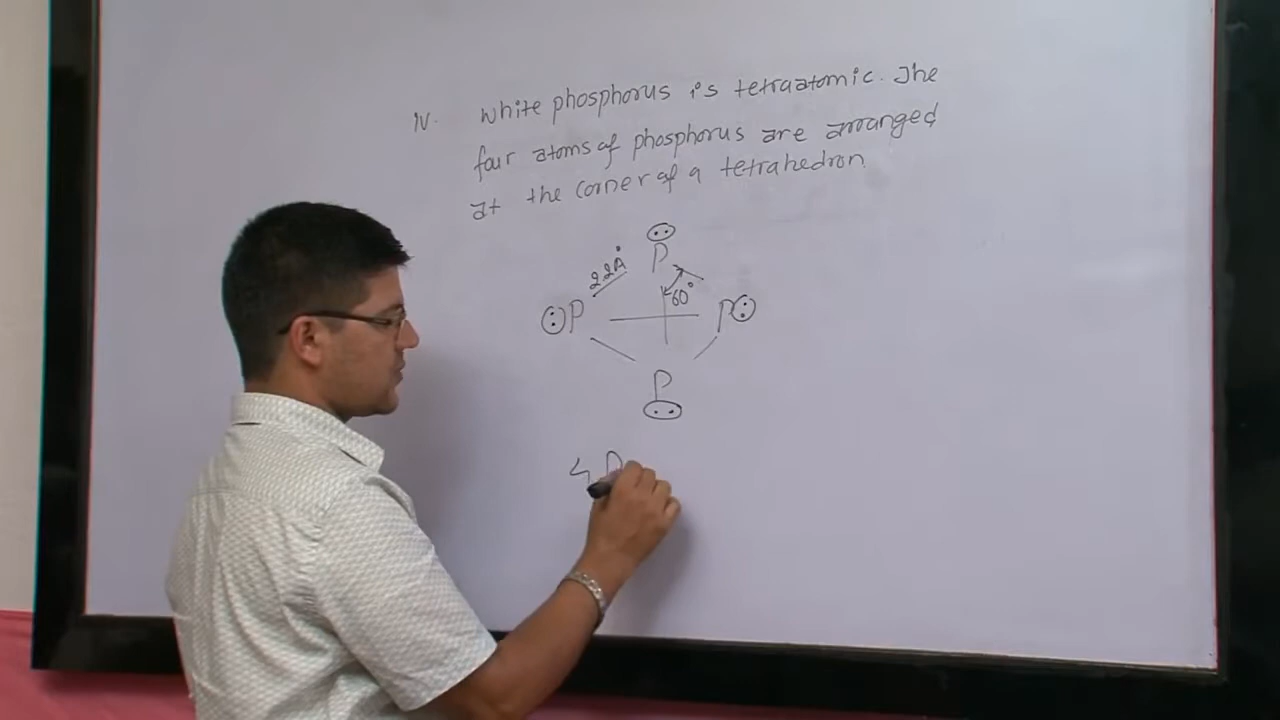 IV. White phosphorus is tetraatomic. The
four atoms of phosphorus are arranged
at the corner of a tetrahedron.
P
2.2A°
60°
P
P
P
4 P